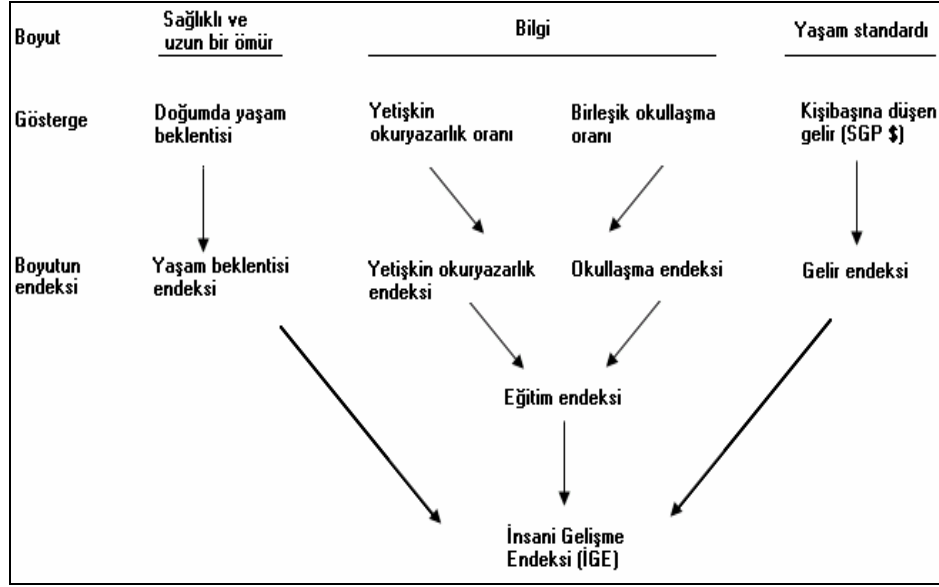 Boyut
Sağlıklı ve
uzun bir ömür
Bilgi
Yaşam standardı
Gösterge
Doğumda yaşam
beklentisi
Yetişkin
okuryazarlık oranı
Birleşik okullaşma
oranı
Kişibaşına düşen
gelir (SGP $)
Boyutun
endeksi
Yaşam beklentisi
endeksi
Yetişkin okuryazarlık
endeksi
Okullaşma endeksi
Gelir endeksi
Eğitim endeksi
İnsani Gelişme
Endeksi (İGE)